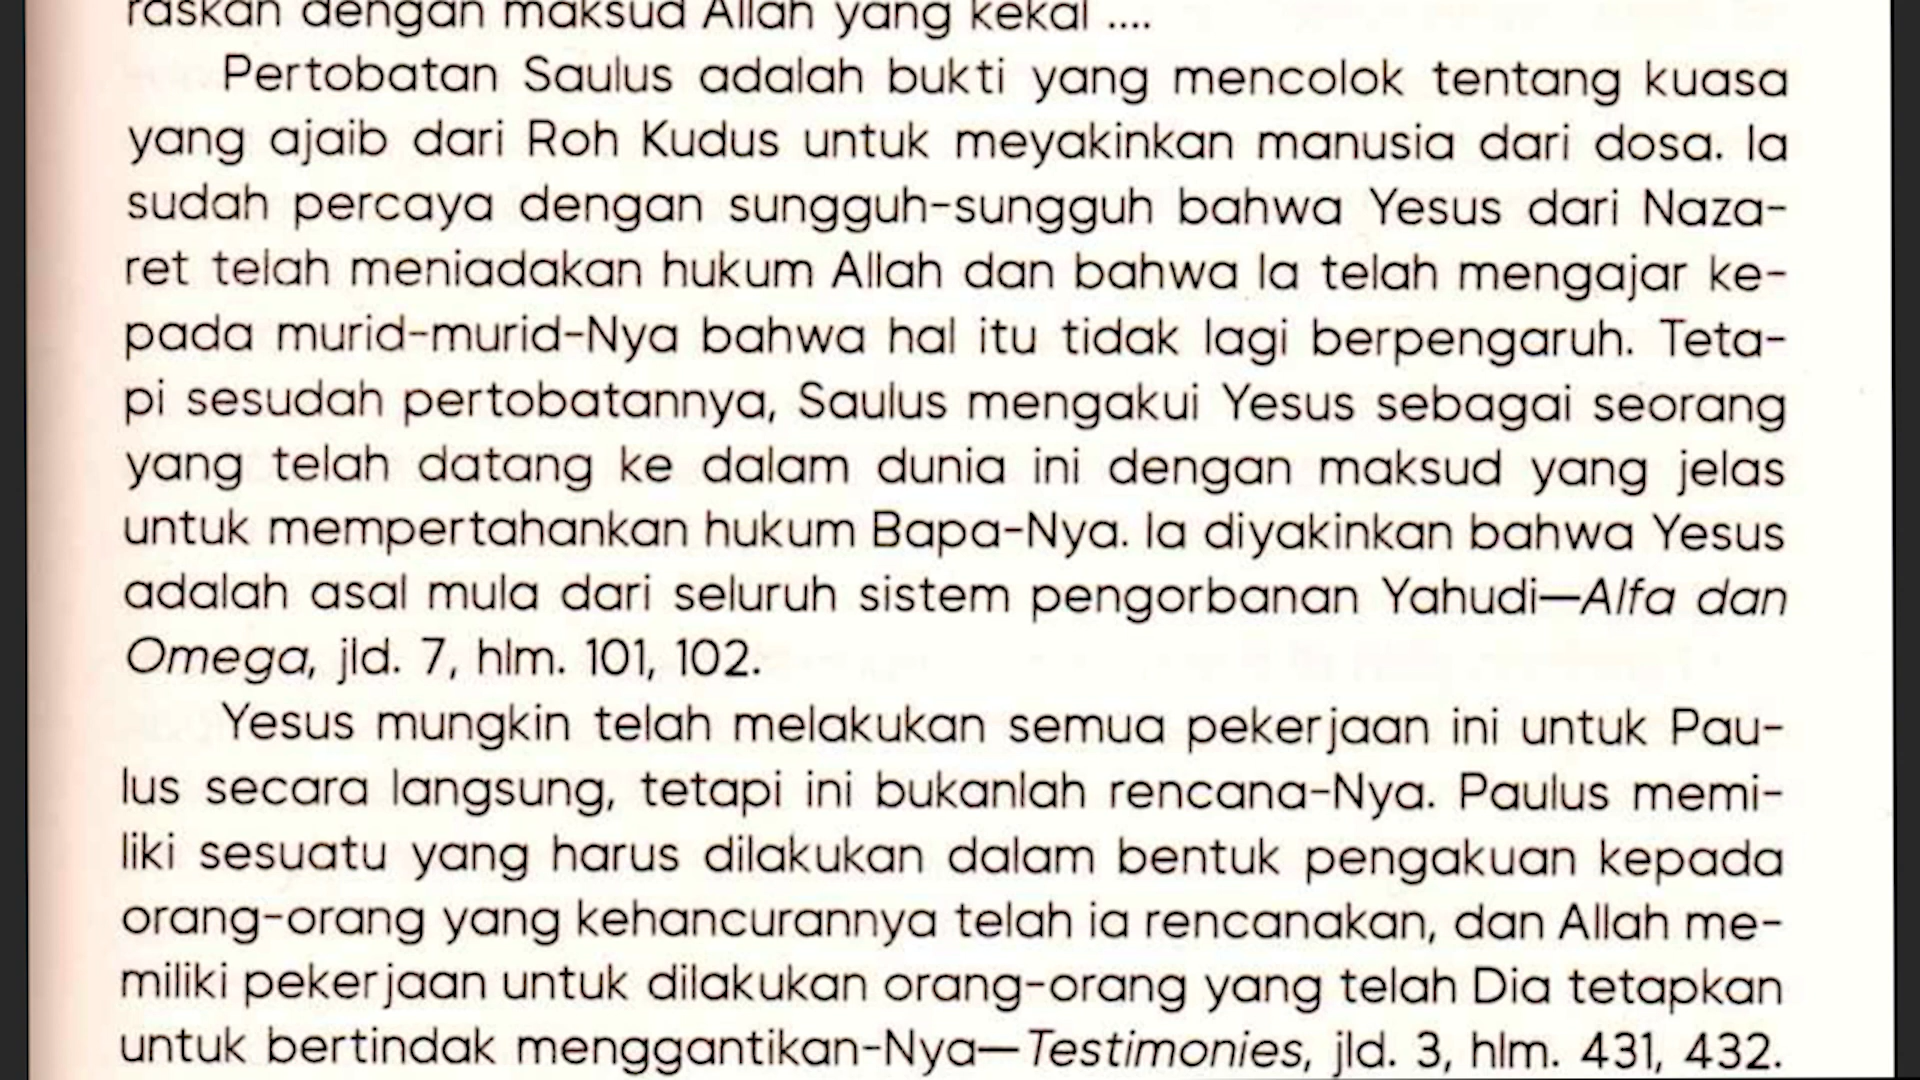 raskan dengan maksud Allah yang kekal ....
Pertobatan Saulus adalah bukti yang mencolok tentang kuasa
yang ajaib dari Roh Kudus untuk meyakinkan manusia dari dosa. Ia
sudah percaya dengan sungguh-sungguh bahwa Yesus dari Naza-
ret telah meniadakan hukum Allah dan bahwa Ia telah mengajar ke-
pada murid-murid-Nya bahwa hal itu tidak lagi berpengaruh. Teta-
pi sesudah pertobatannya, Saulus mengakui Yesus sebagai seorang
yang telah datang ke dalam dunia ini dengan maksud yang jelas
untuk mempertahankan hukum Bapa-Nya. Ia diyakinkan bahwa Yesus
adalah asal mula dari seluruh sistem pengorbanan Yahudi—Alfa dan
Omega, jld. 7, hlm. 101, 102.
Yesus mungkin telah melakukan semua pekerjaan ini untuk Pau-
lus secara langsung, tetapi ini bukanlah rencana-Nya. Paulus memi-
liki sesuatu yang harus dilakukan dalam bentuk pengakuan kepada
orang-orang yang kehancurannya telah ia rencanakan, dan Allah me-
miliki pekerjaan untuk dilakukan orang-orang yang telah Dia tetapkan
untuk bertindak menggantikan-Nya—Testimonies, jld. 3, hlm. 431, 432.